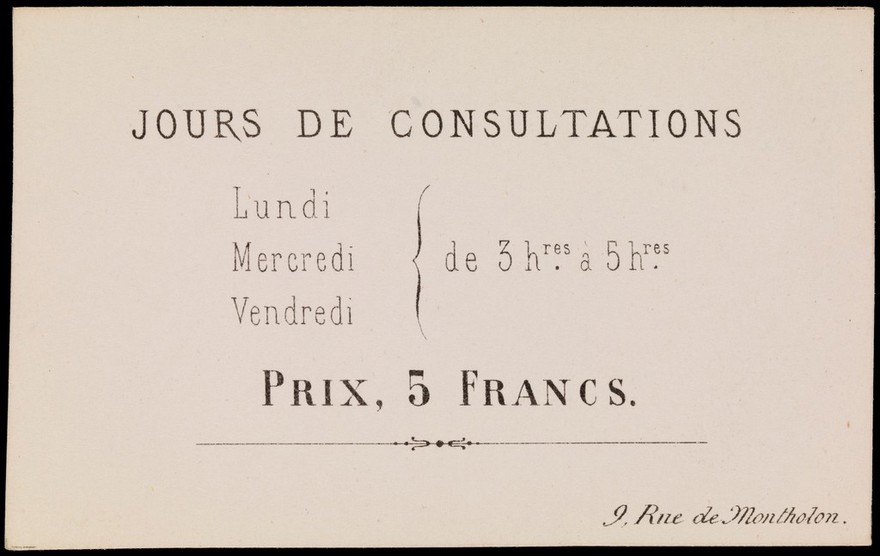 JOURS DE CONSULTATIONS
Lundi
Mercredi
Vendredi
de 3 hres. à 5 hres.
PRIX, 5 FRANCS.
9, Rue de Montholon.